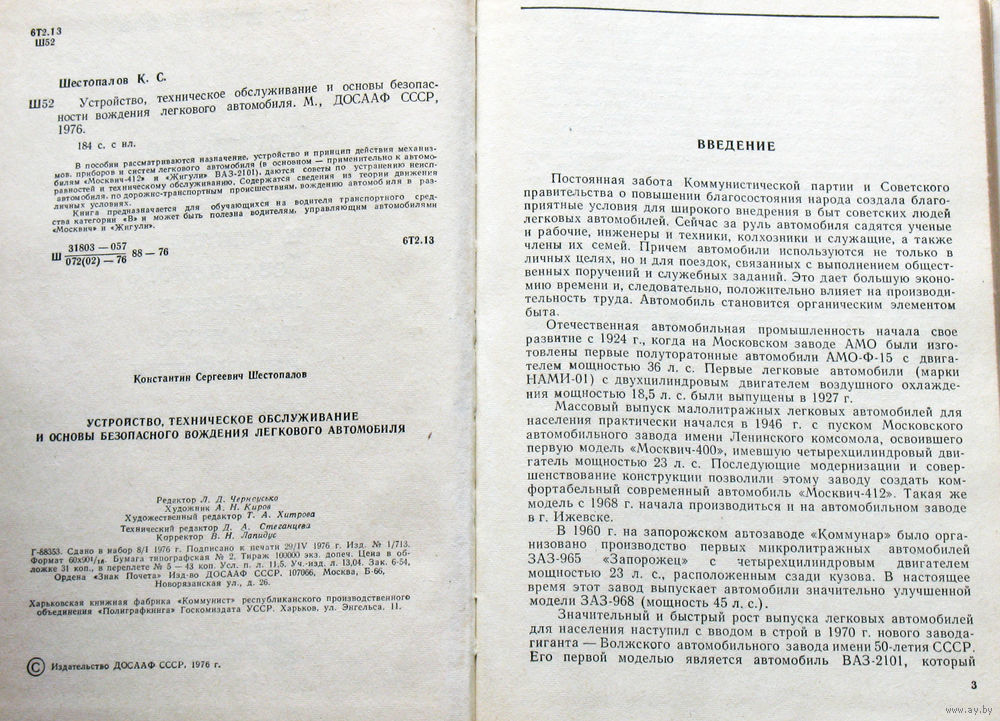 6Т2.13
Ш52
Шестопалов К. С.
Ш52 Устройство, техническое обслуживание и основы безопас-
ности вождения легкового автомобиля. М., ДОСААФ СССР,
1976.
184 с. с ил.
В пособии рассматриваются назначение, устройство и принцип действия механиз-
мов, приборов и систем легкового автомобиля (в основном — применительно к автомо-
билям «Москвич-412» и «Жигули» ВАЗ-2101), даются советы по устранению неисп-
равностей и техническому обслуживанию. Содержатся сведения из теории движения
автомобиля, по дорожно-транспортным происшествиям, вождению автомобиля в раз-
личных условиях.
Книга предназначается для обучающихся на водителя транспортного сред-
ства категории «В» и может быть полезна водителям, управляющим автомобилями
«Москвич» и «Жигули».
Ш 31803—057
072(02)—76 88—76
6Т2.13
Константин Сергеевич Шестопалов
УСТРОЙСТВО, ТЕХНИЧЕСКОЕ ОБСЛУЖИВАНИЕ
И ОСНОВЫ БЕЗОПАСНОГО ВОЖДЕНИЯ ЛЕГКОВОГО АВТОМОБИЛЯ
Редактор Л. Д. Черноусько
Художник А. Н. Киров
Художественный редактор Т. А. Хитрова
Технический редактор Д. А. Стеганцева
Корректор В. Н. Лапидус
Г-68353. Сдано в набор 8/I 1976 г. Подписано к печати 29/IV 1976 г. Изд. № 1/713.
Формат 60х90¹/₁₆. Бумага типографская № 2. Тираж 100000 экз. допеч. Цена в об-
ложке 31 коп., в переплете № 5 — 43 коп. Усл. п. л. 11,5. Уч.-изд. л. 13,04. Зак. 6-54,
Ордена «Знак Почета» Изд-во ДОСААФ СССР. 107066, Москва, Б-66,
Новорязанская ул., д. 26.
Харьковская книжная фабрика «Коммунист» республиканского производственного
объединения «Полиграфкнига» Госкомиздата УССР. Харьков, ул. Энгельса. 11.
© Издательство ДОСААФ СССР, 1976 г.
ВВЕДЕНИЕ
Постоянная забота Коммунистической партии и Советского
правительства о повышении благосостояния народа создала благо-
приятные условия для широкого внедрения в быт советских людей
легковых автомобилей. Сейчас за руль автомобиля садятся ученые
и рабочие, инженеры и техники, колхозники и служащие, а также
члены их семей. Причем автомобили используются не только в
личных целях, но и для поездок, связанных с выполнением общест-
венных поручений и служебных заданий. Это дает большую эконо-
мию времени и, следовательно, положительно влияет на производи-
тельность труда. Автомобиль становится органическим элементом
быта.
Отечественная автомобильная промышленность начала свое
развитие с 1924 г., когда на Московском заводе АМО были изго-
товлены первые полуторатонные автомобили АМО-Ф-15 с двига-
телем мощностью 36 л. с. Первые легковые автомобили (марки
НАМИ-01) с двухцилиндровым двигателем воздушного охлажде-
ния мощностью 18,5 л. с. были выпущены в 1927 г.
Массовый выпуск малолитражных легковых автомобилей для
населения практически начался в 1946 г. с пуском Московского
автомобильного завода имени Ленинского комсомола, освоившего
первую модель «Москвич-400», имевшую четырехцилиндровый дви-
гатель мощностью 23 л. с. Последующие модернизации и совер-
шенствование конструкции позволили этому заводу создать ком-
фортабельный современный автомобиль «Москвич-412». Такая же
модель с 1968 г. начала производиться и на автомобильном заводе
в г. Ижевске.
В 1960 г. на запорожском автозаводе «Коммунар» было ор-
ганизовано производство первых микролитражных автомобилей
ЗАЗ-965 «Запорожец» с четырехцилиндровым двигателем
мощностью 23 л. с., расположенным сзади кузова. В настоящее
время этот завод выпускает автомобили значительно улучшенной
модели ЗАЗ-968 (мощность 45 л. с.).
Значительный и быстрый рост выпуска легковых автомобилей
для населения наступил с вводом в строй в 1970 г. нового завода-
гиганта — Волжского автомобильного завода имени 50-летия СССР.
Его первой моделью является автомобиль ВАЗ-2101, который
3
www.ay.by